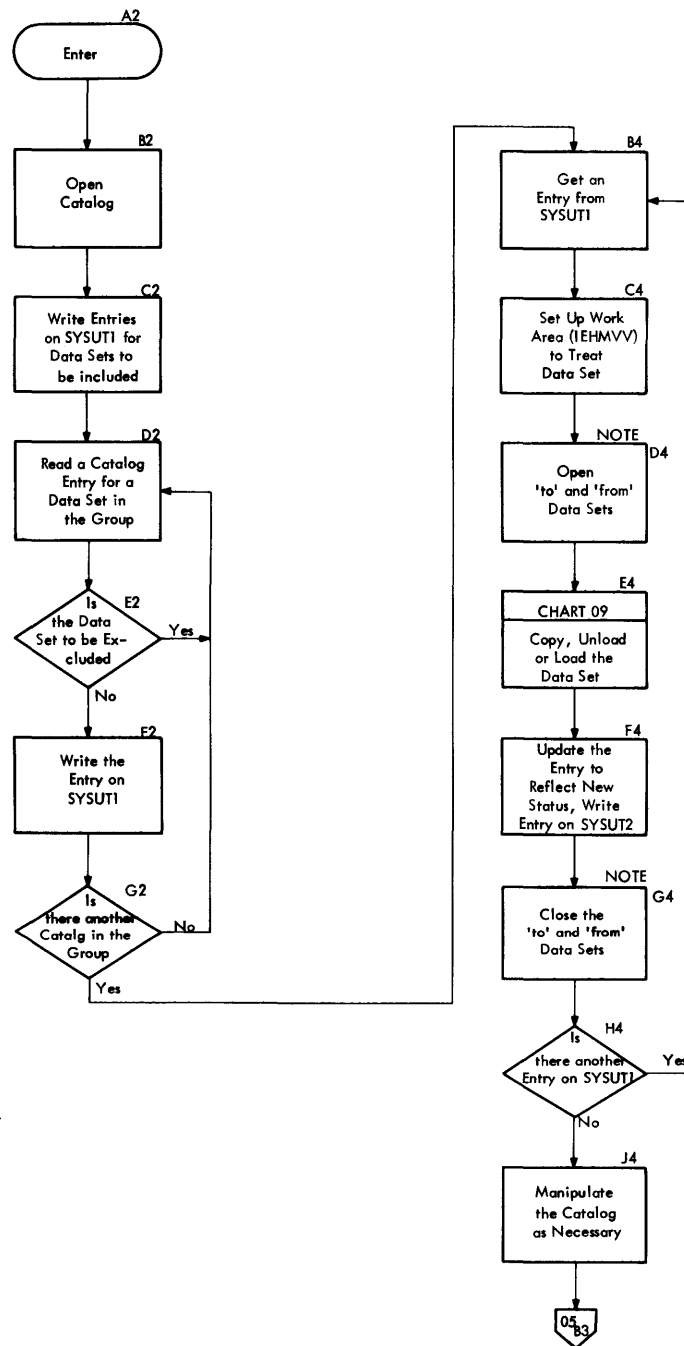 A2
Enter
B2
Open
Catalog
C2
Write Entries
on SYSUT1 for
Data Sets to
be included
D2
Read a Catalog
Entry for a
Data Set in
the Group
Is
E2
the Data
Set to be Ex-
cluded
Yes
No
F2
Write the
Entry on
SYSUT1
G2
Is
there another
Catalg in the
Group
No
Yes
B4
Get an
Entry from
SYSUT1
C4
Set Up Work
Area (IEHMVV)
to Treat
Data Set
NOTE
D4
Open
'to' and 'from'
Data Sets
E4
CHART 09
Copy, Unload
or Load the
Data Set
F4
Update the
Entry to
Reflect New
Status, Write
Entry on SYSUT2
NOTE
G4
Close the
'to' and 'from'
Data Sets
H4
Is
there another
Entry on SYSUT1
Yes
No
J4
Manipulate
the Catalog
as Necessary
05
B3